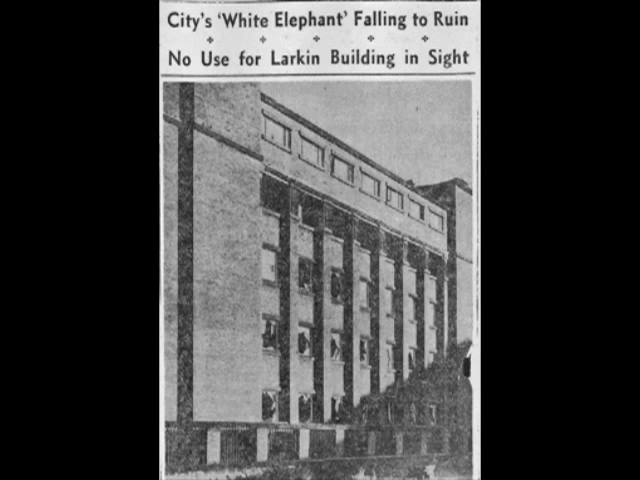 City's 'White Elephant' Falling to Ruin
No Use for Larkin Building in Sight